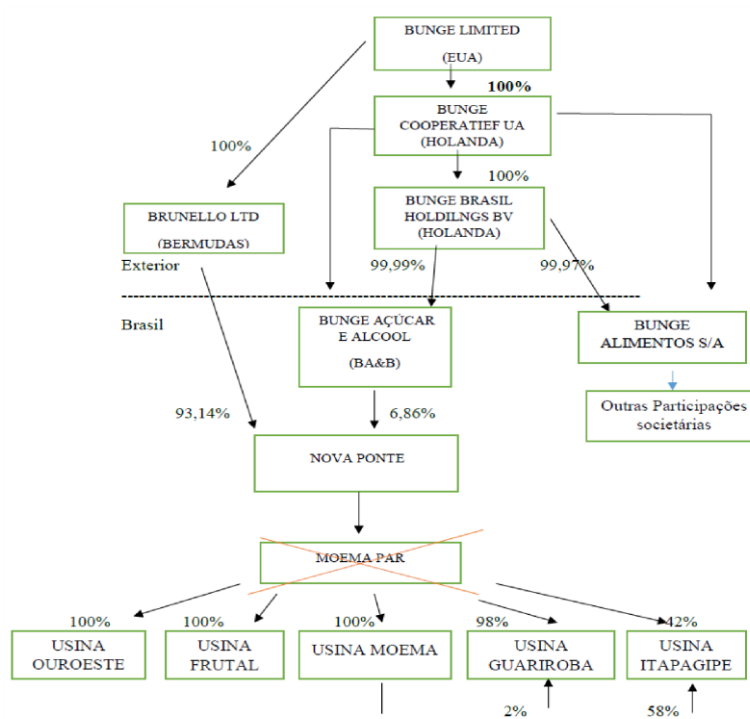 BUNGE LIMITED
(EUA)
100%
BUNGE
COOPERATIEF UA
(HOLANDA)
100%
100%
BRUNELLO LTD
(BERMUDAS)
BUNGE BRASIL
HOLDILNGS BV
(HOLANDA)
Exterior
99,99%
99,97%
Brasil
BUNGE AÇÚCAR
E ALCOOL
(BA&B)
BUNGE
ALIMENTOS S/A
93,14%
6,86%
Outras Participações
societárias
NOVA PONTE
MOEMA PAR
100%
100%
100%
98%
42%
USINA
OUROESTE
USINA
FRUTAL
USINA MOEMA
USINA
GUARIROBA
USINA
ITAPAGIPE
2%
58%